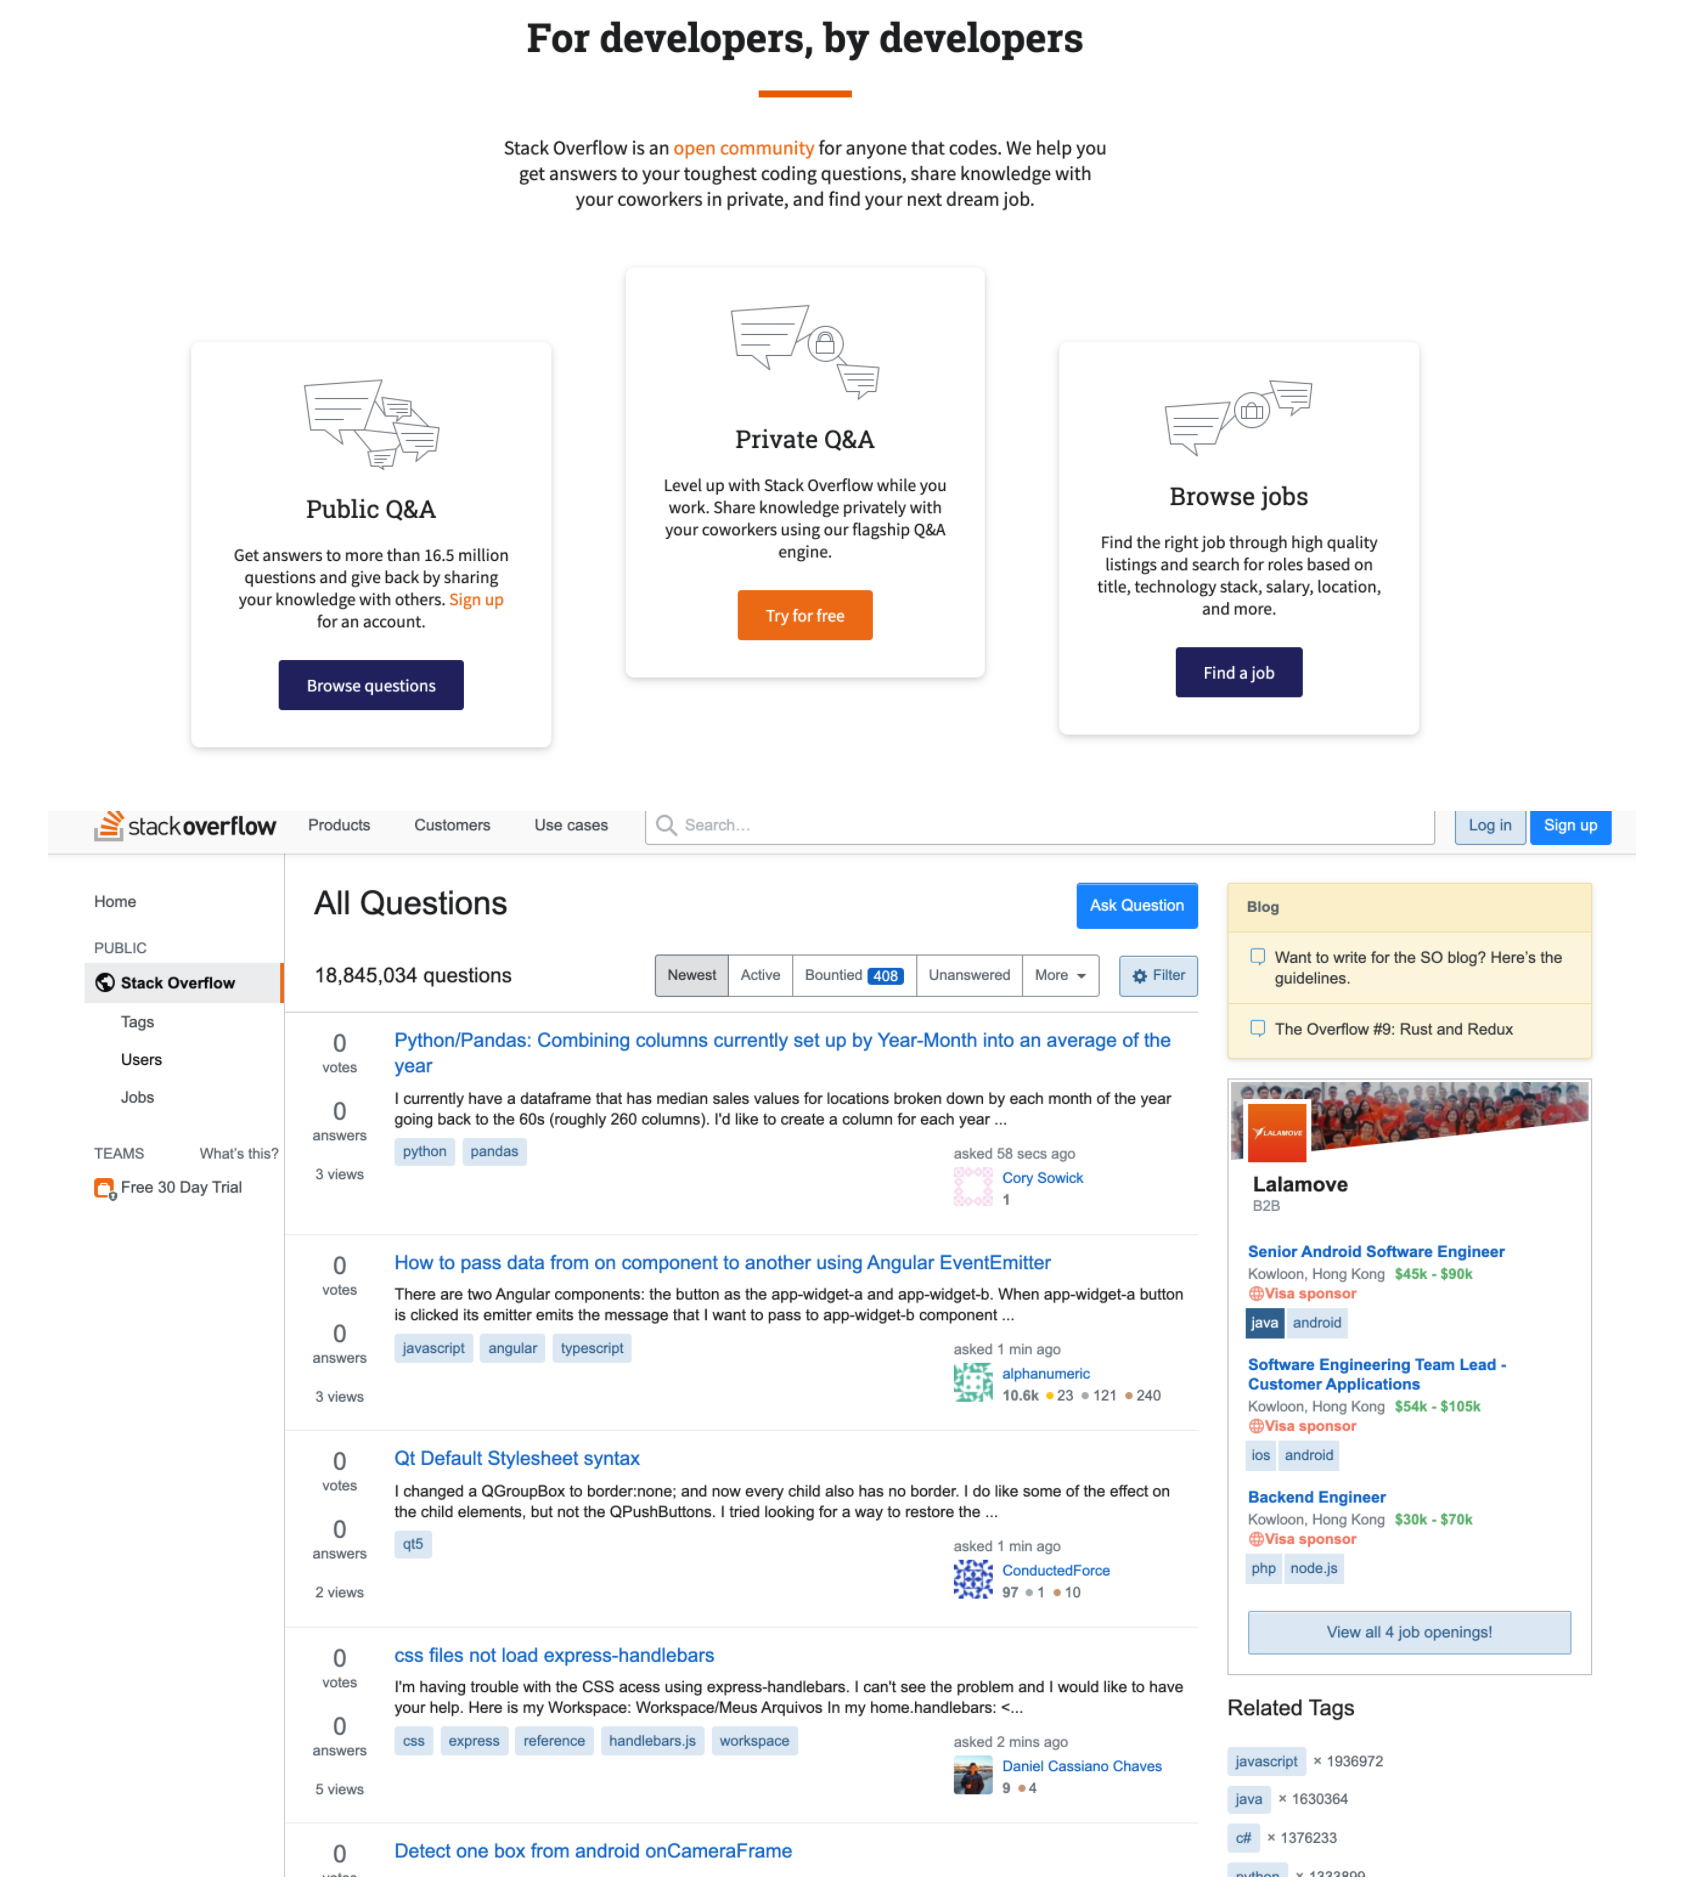 For developers, by developers
Stack Overflow is an open community for anyone that codes. We help you
get answers to your toughest coding questions, share knowledge with
your coworkers in private, and find your next dream job.
Public Q&A
Get answers to more than 16.5 million
questions and give back by sharing
your knowledge with others. Sign up
for an account.
Browse questions
Private Q&A
Level up with Stack Overflow while you
work. Share knowledge privately with
your coworkers using our flagship Q&A
engine.
Try for free
Browse jobs
Find the right job through high quality
listings and search for roles based on
title, technology stack, salary, location,
and more.
Find a job
stackoverflow Products Customers Use cases Search... Log in Sign up
Home
PUBLIC
Stack Overflow
Tags
Users
Jobs
TEAMS What's this?
Free 30 Day Trial
All Questions
Ask Question
18,845,034 questions
Newest Active Bountied 408 Unanswered More Filter
0
votes
0
answers
3 views
Python/Pandas: Combining columns currently set up by Year-Month into an average of the
year
I currently have a dataframe that has median sales values for locations broken down by each month of the year
going back to the 60s (roughly 260 columns). I'd like to create a column for each year ...
python pandas
asked 58 secs ago
Cory Sowick
1
0
votes
0
answers
3 views
How to pass data from on component to another using Angular EventEmitter
There are two Angular components: the button as the app-widget-a and app-widget-b. When app-widget-a button
is clicked its emitter emits the message that I want to pass to app-widget-b component ...
javascript angular typescript
asked 1 min ago
alphanumeric
10.6k 23 121 240
0
votes
0
answers
2 views
Qt Default Stylesheet syntax
I changed a QGroupBox to border:none; and now every child also has no border. I do like some of the effect on
the child elements, but not the QPushButtons. I tried looking for a way to restore the ...
qt5
asked 1 min ago
ConductedForce
97 1 10
0
votes
0
answers
5 views
css files not load express-handlebars
I'm having trouble with the CSS acess using express-handlebars. I can't see the problem and I would like to have
your help. Here is my Workspace: Workspace/Meus Arquivos In my home.handlebars: <...
css express reference handlebars.js workspace
asked 2 mins ago
Daniel Cassiano Chaves
9 4
0
votes
Detect one box from android onCameraFrame
Blog
Want to write for the SO blog? Here's the
guidelines.
The Overflow #9: Rust and Redux
LALAMOVE
Lalamove
B2B
Senior Android Software Engineer
Kowloon, Hong Kong $45k - $90k
Visa sponsor
java android
Software Engineering Team Lead -
Customer Applications
Kowloon, Hong Kong $54k - $105k
Visa sponsor
ios android
Backend Engineer
Kowloon, Hong Kong $30k - $70k
Visa sponsor
php node.js
View all 4 job openings!
Related Tags
javascript × 1936972
java × 1630364
c# × 1376233
python × 1333899